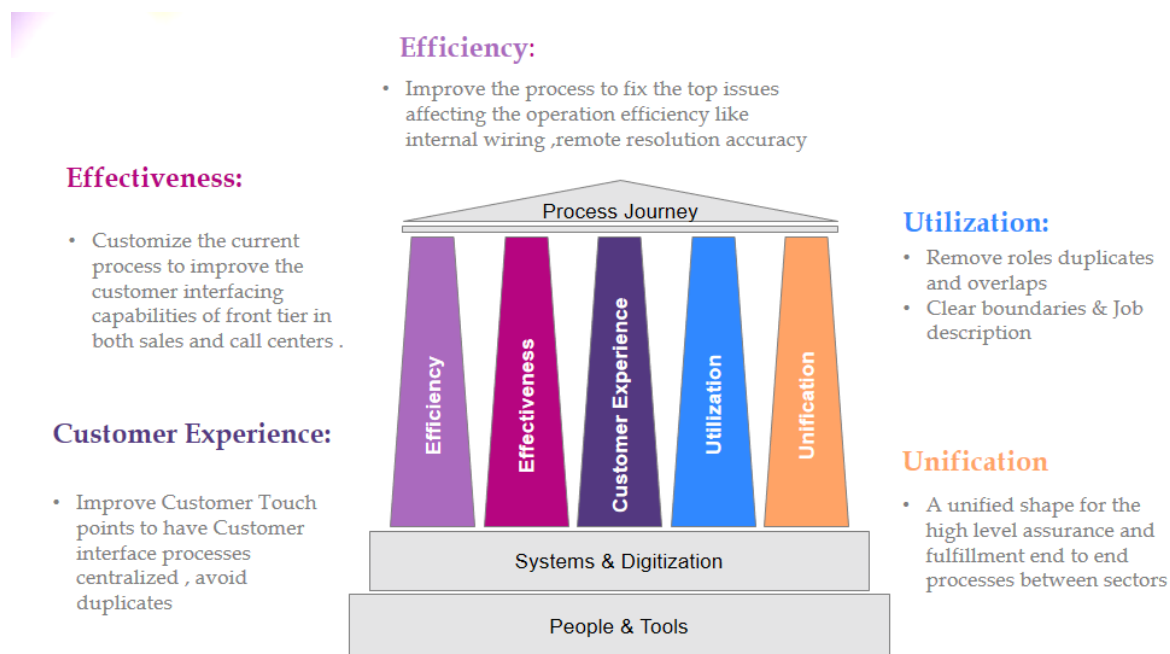 Efficiency:
• Improve the process to fix the top issues
affecting the operation efficiency like
internal wiring ,remote resolution accuracy
Effectiveness:
• Customize the current
process to improve the
customer interfacing
capabilities of front tier in
both sales and call centers .
Customer Experience:
• Improve Customer Touch
points to have Customer
interface processes
centralized , avoid
duplicates
Process Journey
Efficiency
Effectiveness
Customer Experience
Utilization
Unification
Systems & Digitization
People & Tools
Utilization:
• Remove roles duplicates
and overlaps
• Clear boundaries & Job
description
Unification
• A unified shape for the
high level assurance and
fulfillment end to end
processes between sectors